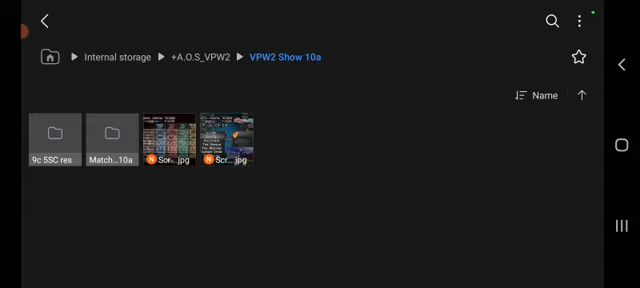 Internal storage ▶ +A.O.S_VPW2 ▶ VPW2 Show 10a
Name
9c 5SC res
Match...10a
N Scr...jpg
N Scr...jpg